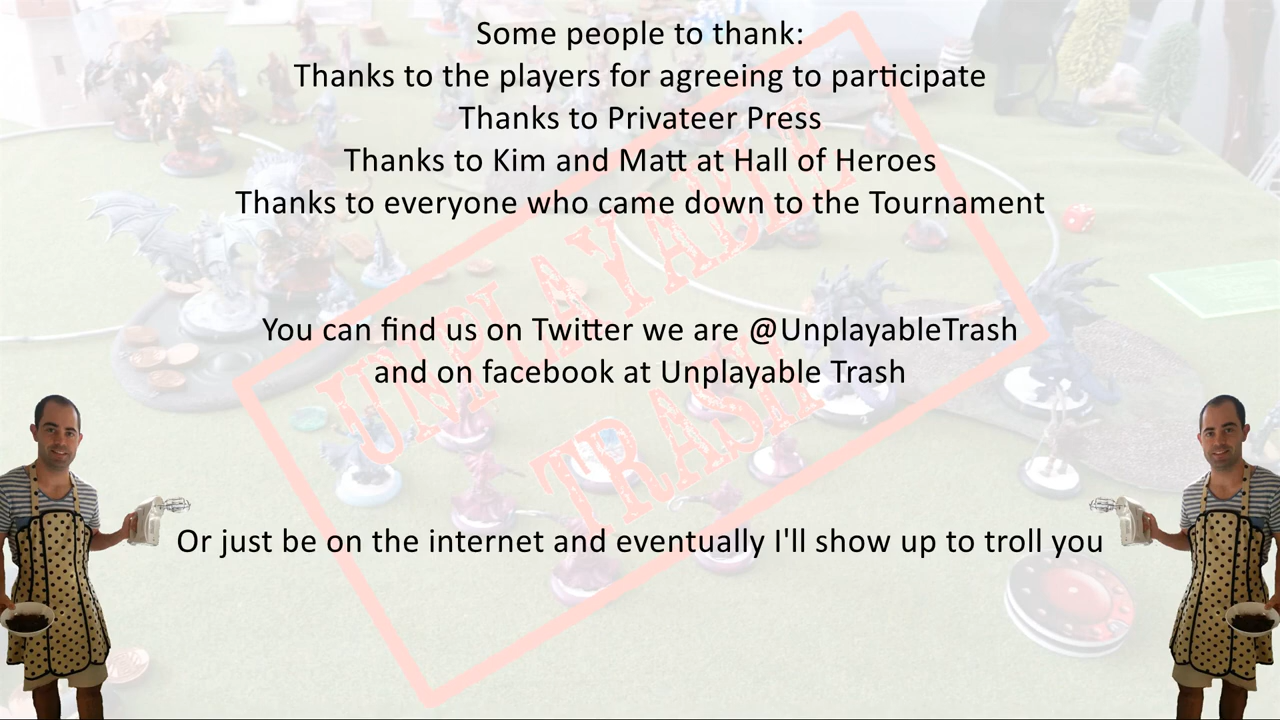 Some people to thank:
Thanks to the players for agreeing to participate
Thanks to Privateer Press
Thanks to Kim and Matt at Hall of Heroes
Thanks to everyone who came down to the Tournament
You can find us on Twitter we are @UnplayableTrash
and on facebook at Unplayable Trash
Or just be on the internet and eventually I'll show up to troll you
UNPLAYABLE
TRASH